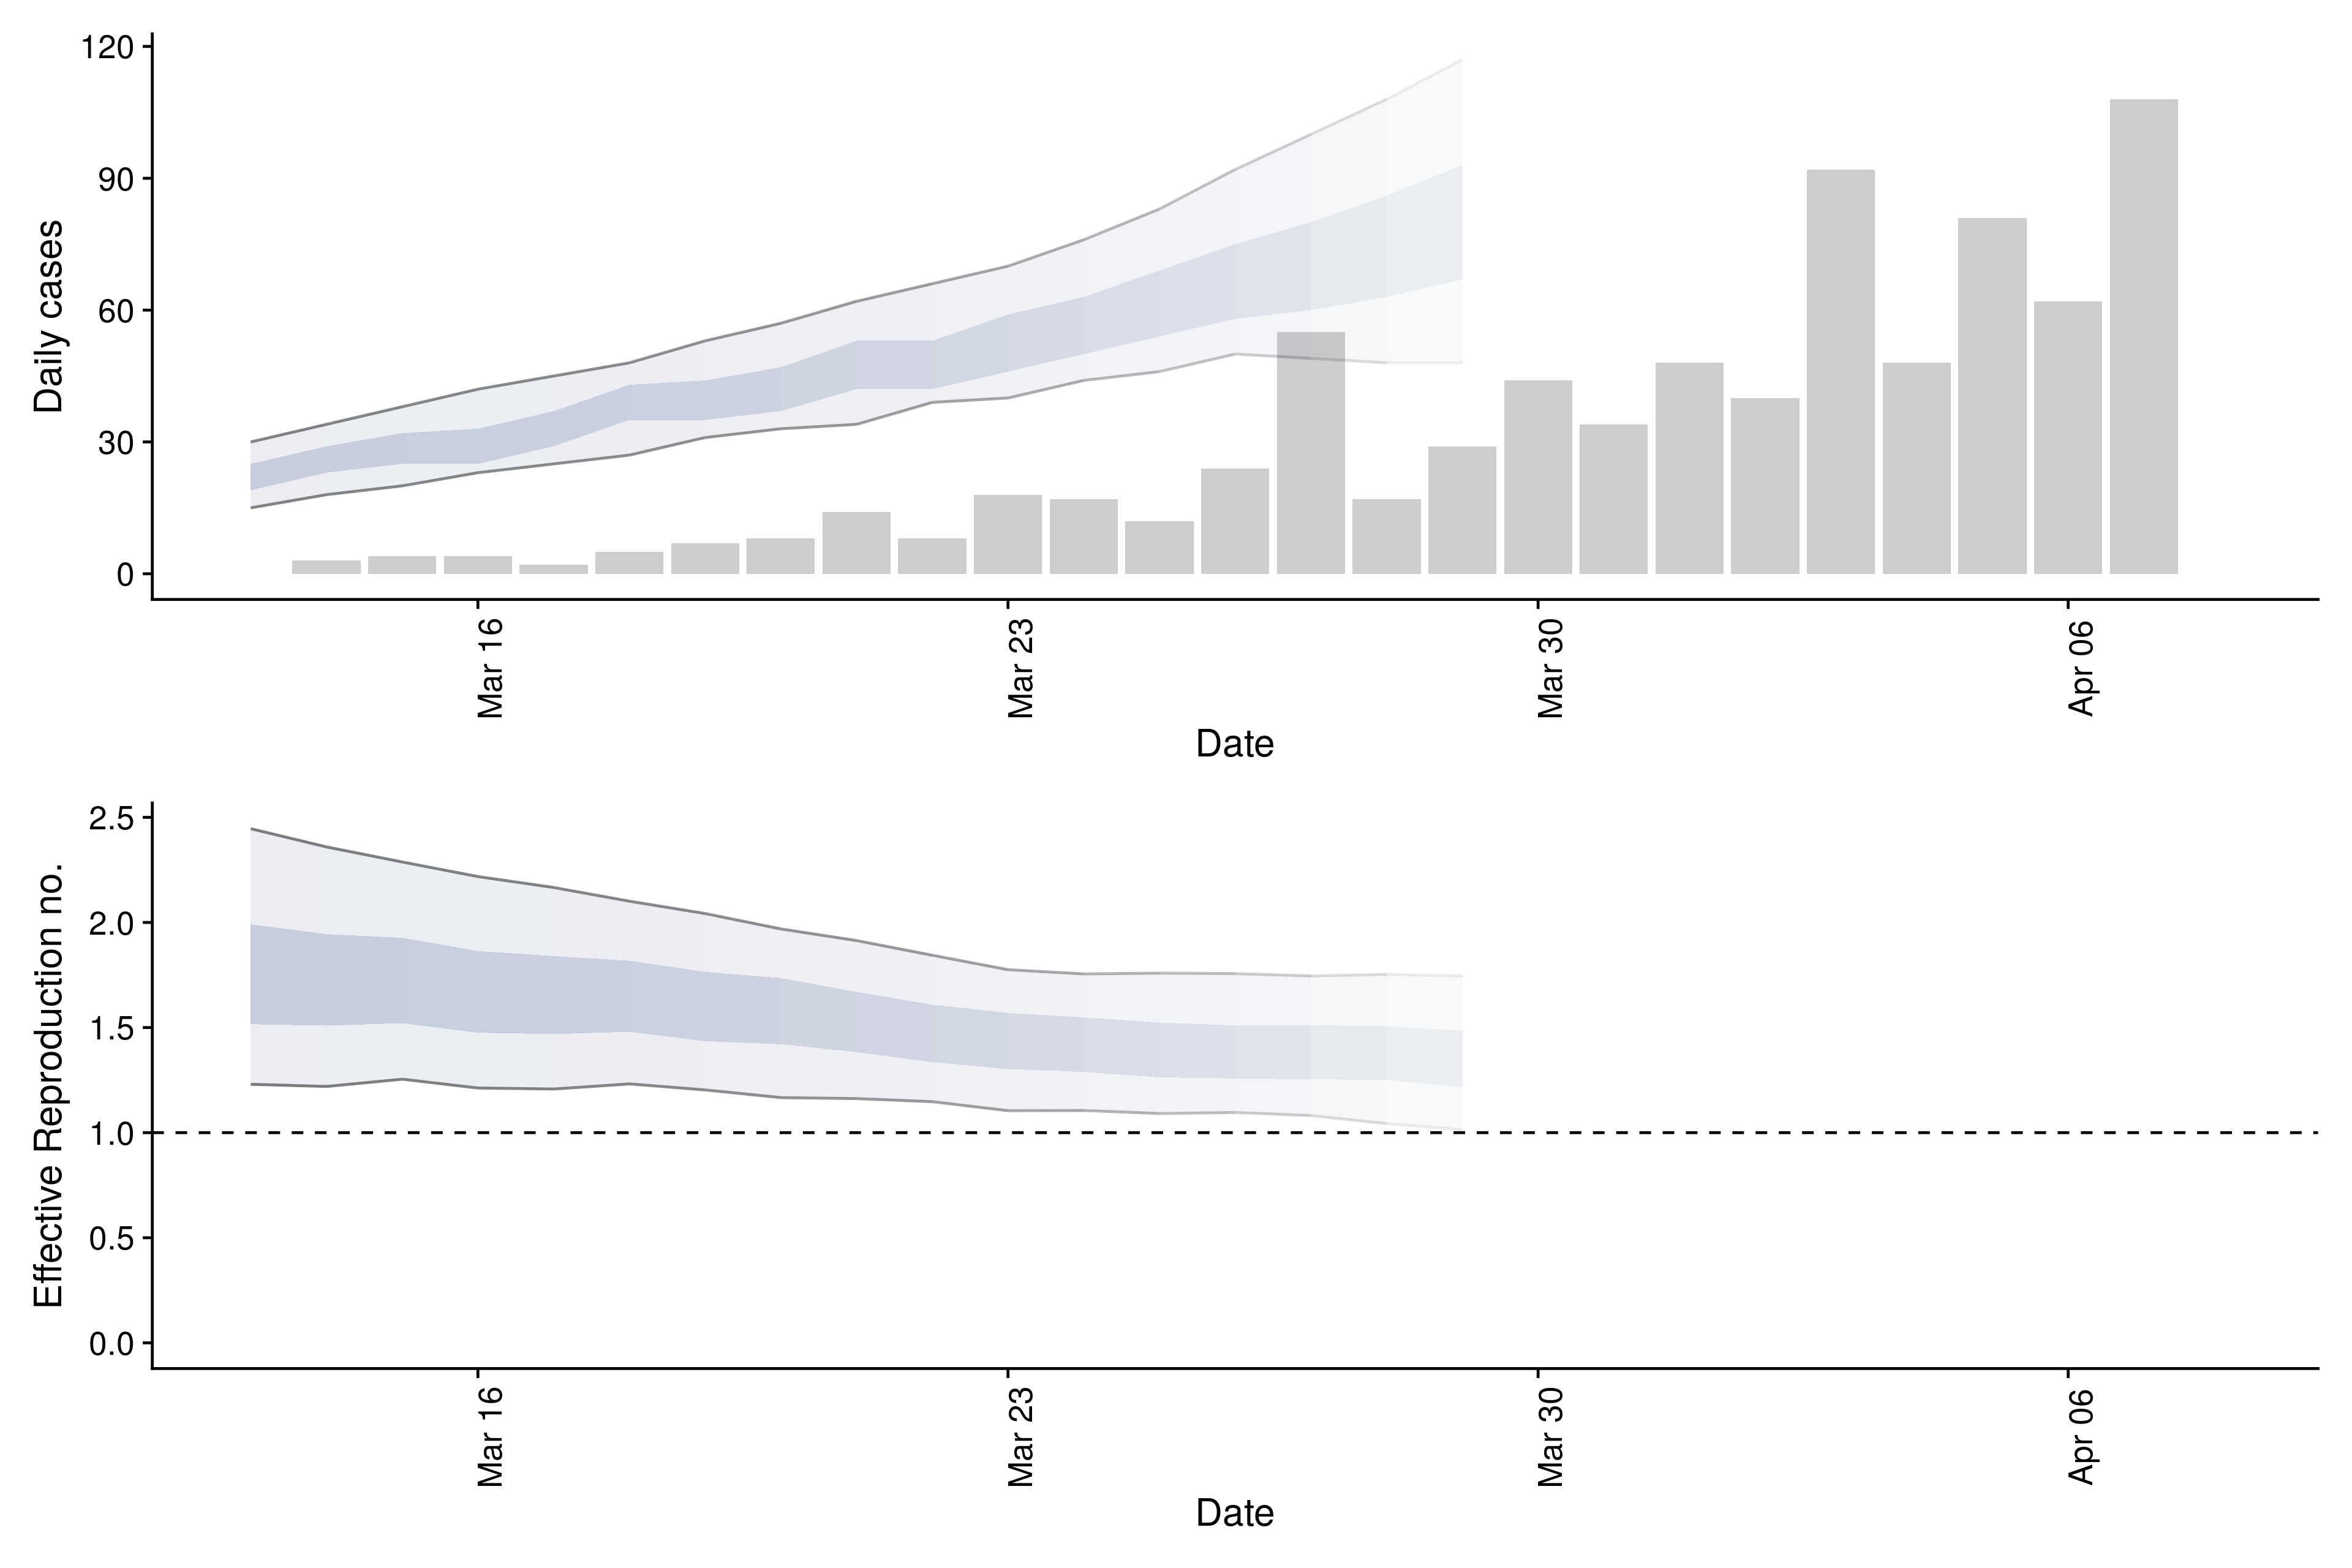 120
90
60
30
0
Daily cases
Mar 16
Mar 23
Mar 30
Apr 06
Date
2.5
2.0
1.5
1.0
0.5
0.0
Effective Reproduction no.
Mar 16
Mar 23
Mar 30
Apr 06
Date